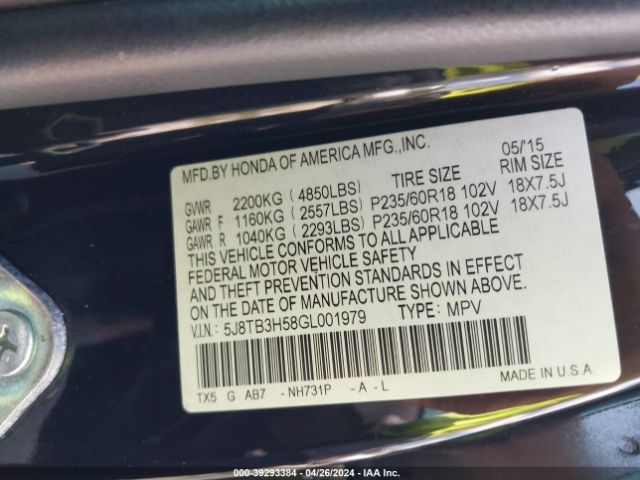 MFD.BY HONDA OF AMERICA MFG.,INC. 05/15
TIRE SIZE RIM SIZE
GVWR 2200KG ( 4850LBS)
GAWR F 1160KG ( 2557LBS) P235/60R18 102V 18X7.5J
GAWR R 1040KG ( 2293LBS) P235/60R18 102V 18X7.5J
THIS VEHICLE CONFORMS TO ALL APPLICABLE
FEDERAL MOTOR VEHICLE SAFETY
AND THEFT PREVENTION STANDARDS IN EFFECT
ON THE DATE OF MANUFACTURE SHOWN ABOVE.
V.I.N: 5J8TB3H58GL001979 TYPE: MPV
TX5 G AB7 - NH731P - A - L
MADE IN U.S.A.
000-39293384 - 04/26/2024 - IAA Inc.